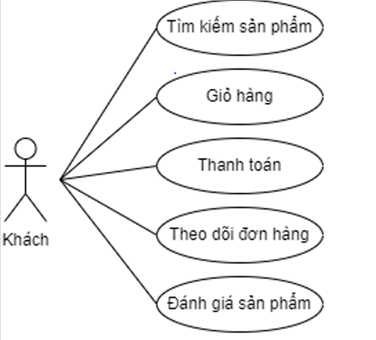 Tìm kiếm sản phẩm
Giỏ hàng
Thanh toán
Khách
Theo dõi đơn hàng
Đánh giá sản phẩm